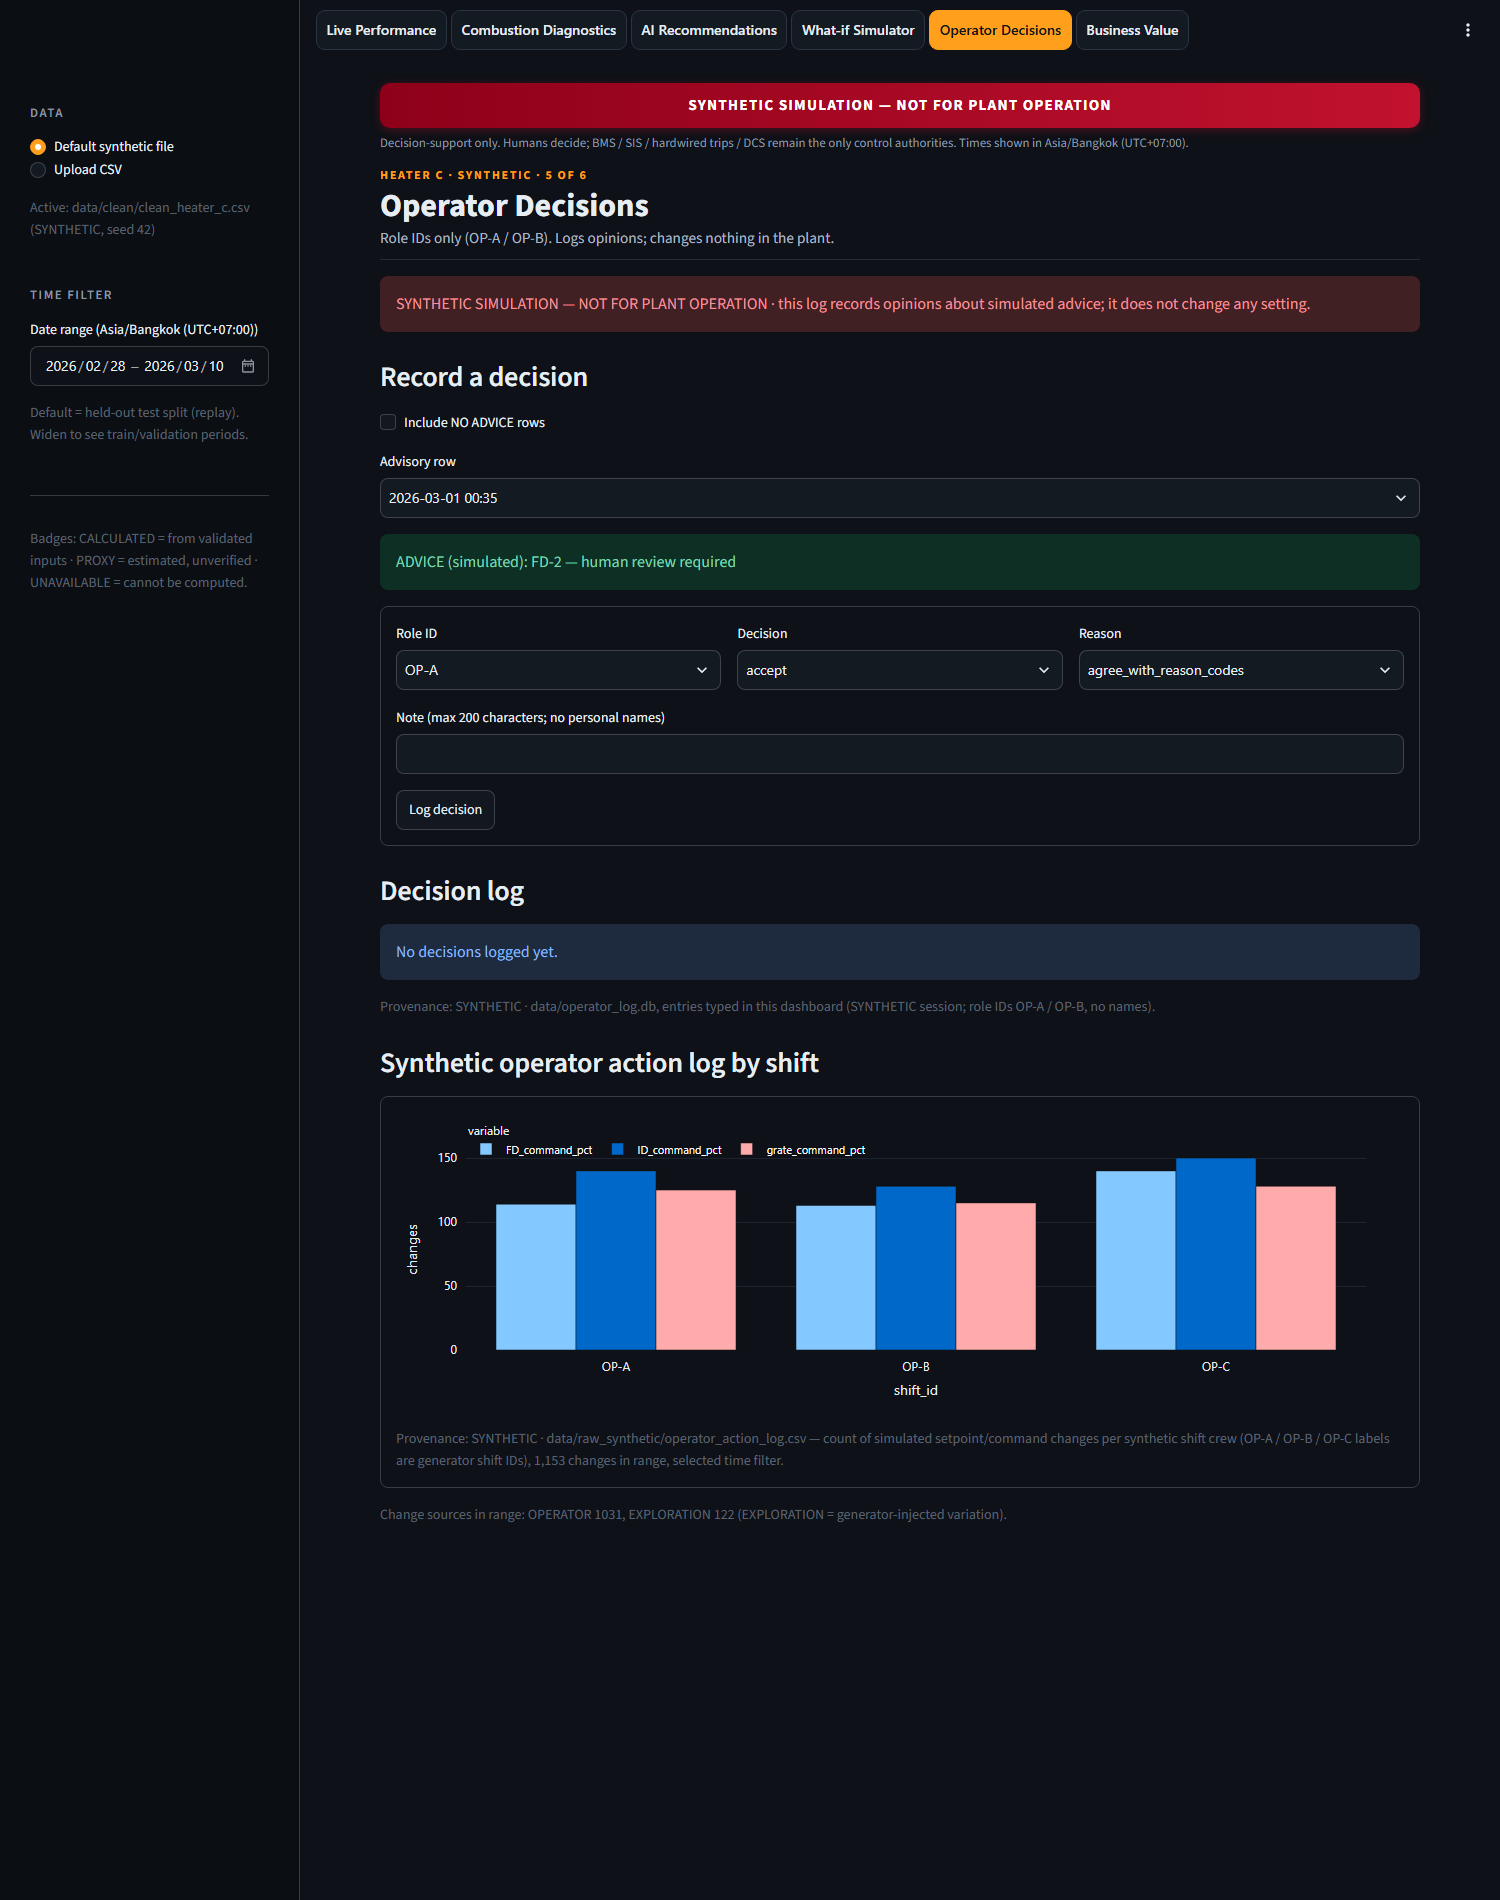 Live Performance
Combustion Diagnostics
AI Recommendations
What-if Simulator
Operator Decisions
Business Value
DATA
Default synthetic file
Upload CSV
Active: data/clean/clean_heater_c.csv
(SYNTHETIC, seed 42)
TIME FILTER
Date range (Asia/Bangkok (UTC+07:00))
2026/02/28 – 2026/03/10
Default = held-out test split (replay).
Widen to see train/validation periods.
Badges: CALCULATED = from validated
inputs · PROXY = estimated, unverified ·
UNAVAILABLE = cannot be computed.
SYNTHETIC SIMULATION — NOT FOR PLANT OPERATION
Decision-support only. Humans decide; BMS / SIS / hardwired trips / DCS remain the only control authorities. Times shown in Asia/Bangkok (UTC+07:00).
HEATER C · SYNTHETIC · 5 OF 6
Operator Decisions
Role IDs only (OP-A / OP-B). Logs opinions; changes nothing in the plant.
SYNTHETIC SIMULATION — NOT FOR PLANT OPERATION · this log records opinions about simulated advice; it does not change any setting.
Record a decision
Include NO ADVICE rows
Advisory row
2026-03-01 00:35
ADVICE (simulated): FD-2 — human review required
Role ID
Decision
Reason
OP-A
accept
agree_with_reason_codes
Note (max 200 characters; no personal names)
Log decision
Decision log
No decisions logged yet.
Provenance: SYNTHETIC · data/operator_log.db, entries typed in this dashboard (SYNTHETIC session; role IDs OP-A / OP-B, no names).
Synthetic operator action log by shift
variable
FD_command_pct
ID_command_pct
grate_command_pct
150
100
50
0
changes
OP-A
OP-B
OP-C
shift_id
Provenance: SYNTHETIC · data/raw_synthetic/operator_action_log.csv — count of simulated setpoint/command changes per synthetic shift crew (OP-A / OP-B / OP-C labels
are generator shift IDs), 1,153 changes in range, selected time filter.
Change sources in range: OPERATOR 1031, EXPLORATION 122 (EXPLORATION = generator-injected variation).